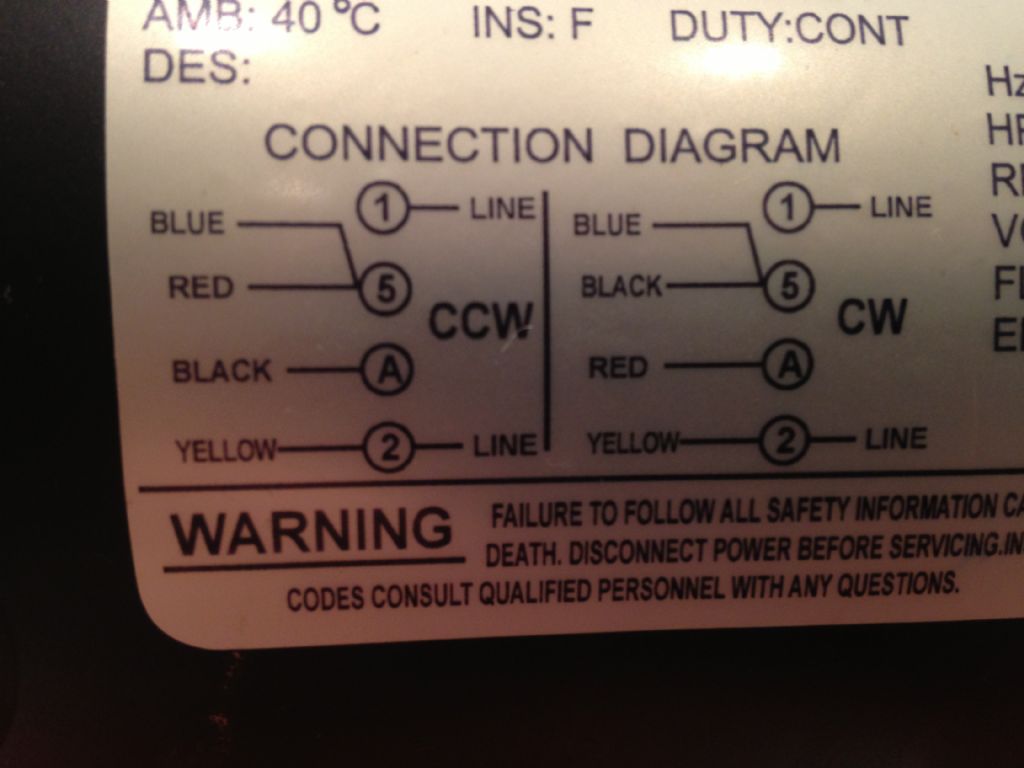 AMB: 40 °C INS: F DUTY:CONT
DES:
Hz
CONNECTION DIAGRAM
BLUE 1 LINE
RED 5
CCW
BLACK A
YELLOW 2 LINE
BLUE 1 LINE
BLACK 5
CW
RED A
YELLOW 2 LINE
WARNING
FAILURE TO FOLLOW ALL SAFETY INFORMATION CA
DEATH. DISCONNECT POWER BEFORE SERVICING.IN
CODES CONSULT QUALIFIED PERSONNEL WITH ANY QUESTIONS.